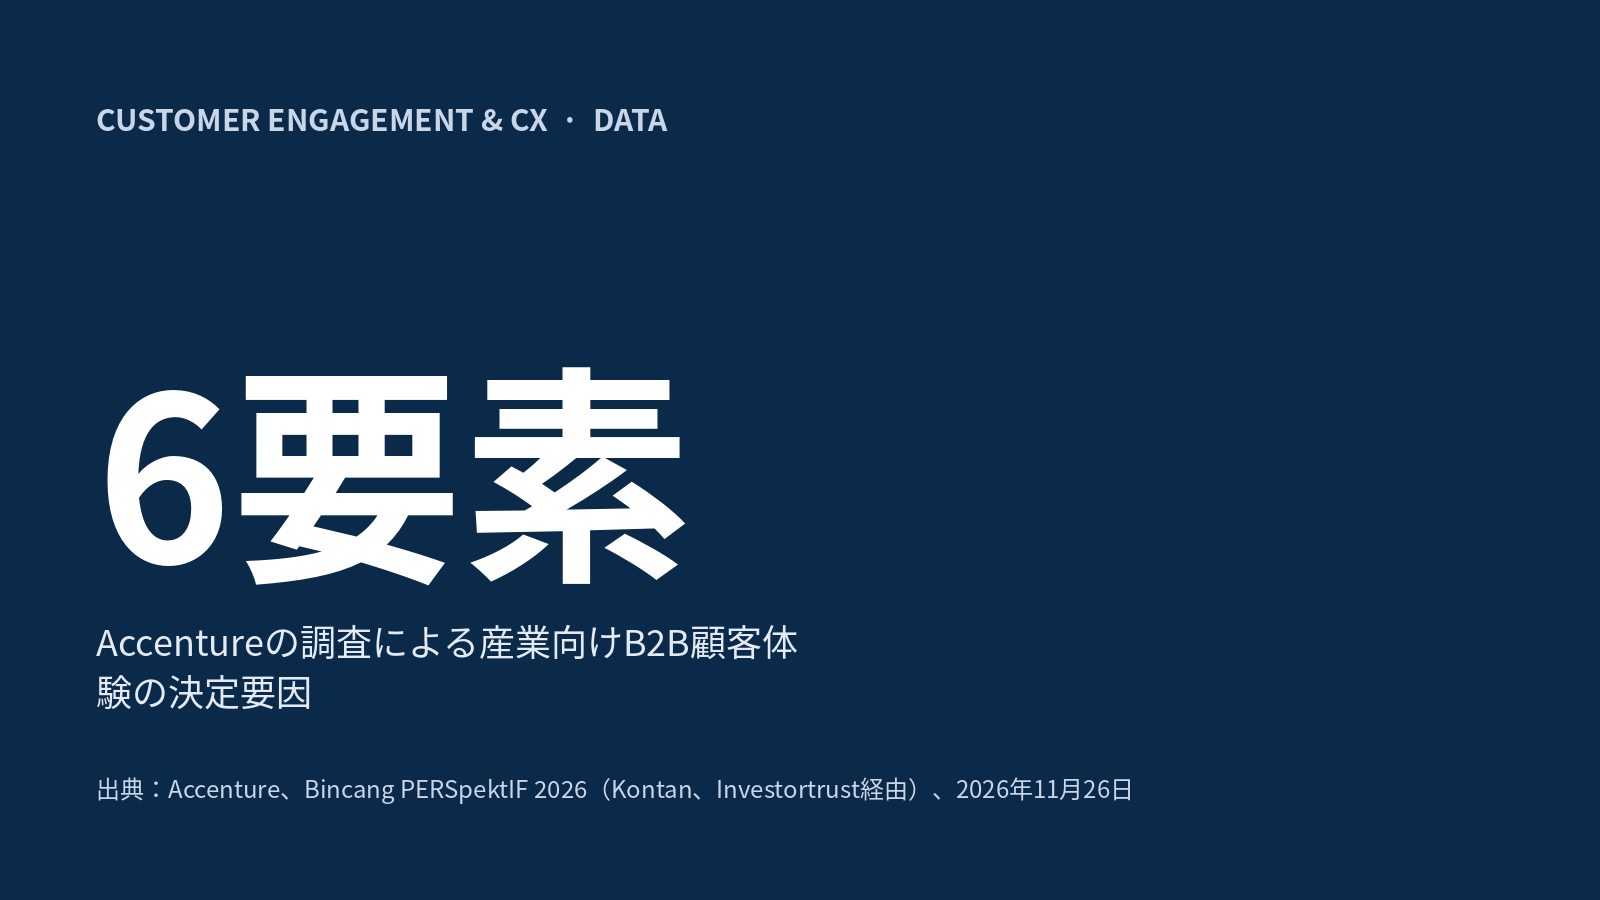 CUSTOMER ENGAGEMENT & CX · DATA
6要素
Accentureの調査による産業向けB2B顧客体
験の決定要因
出典：Accenture、Bincang PERSpektIF 2026（Kontan、Investortrust経由）、2026年11月26日